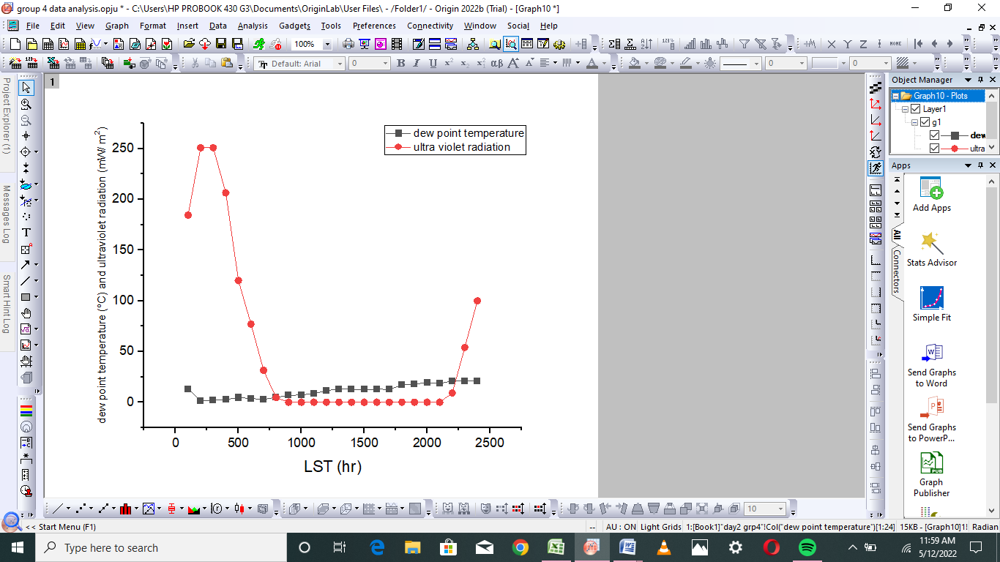 group 4 data analysis.opju * - C:\Users\HP PROBOOK 430 G3\Documents\OriginLab\User Files\ - /Folder1/ - Origin 2022b (Trial) - [Graph10 *]
File Edit View Graph Format Insert Data Analysis Gadgets Tools Preferences Connectivity Window Social Help
100%
X Y Z HOME
Default: Arial 0 B I U αβ A A A 0 0
Project Explorer (1)
Messages Log
Smart Hint Log
1
dew point temperature
ultra violet radiation
dew point temperature (°C) and ultraviolet radiation (mW/ m²)
250
200
150
100
50
0
0 500 1000 1500 2000 2500
LST (hr)
Object Manager
Graph10 - Plots
Layer1
g1
dew
ultra
Apps
All
Connectors
Add Apps
Stats Advisor
Simple Fit
Send Graphs
to Word
Send Graphs
to PowerP...
Graph
Publisher
10
<< Start Menu (F1) -- AU : ON Light Grids 1:[Book1]"day2 grp4"!Col("dew point temperature")[1:24] 15KB - [Graph10]1! Radian
Type here to search
11:59 AM
5/12/2022